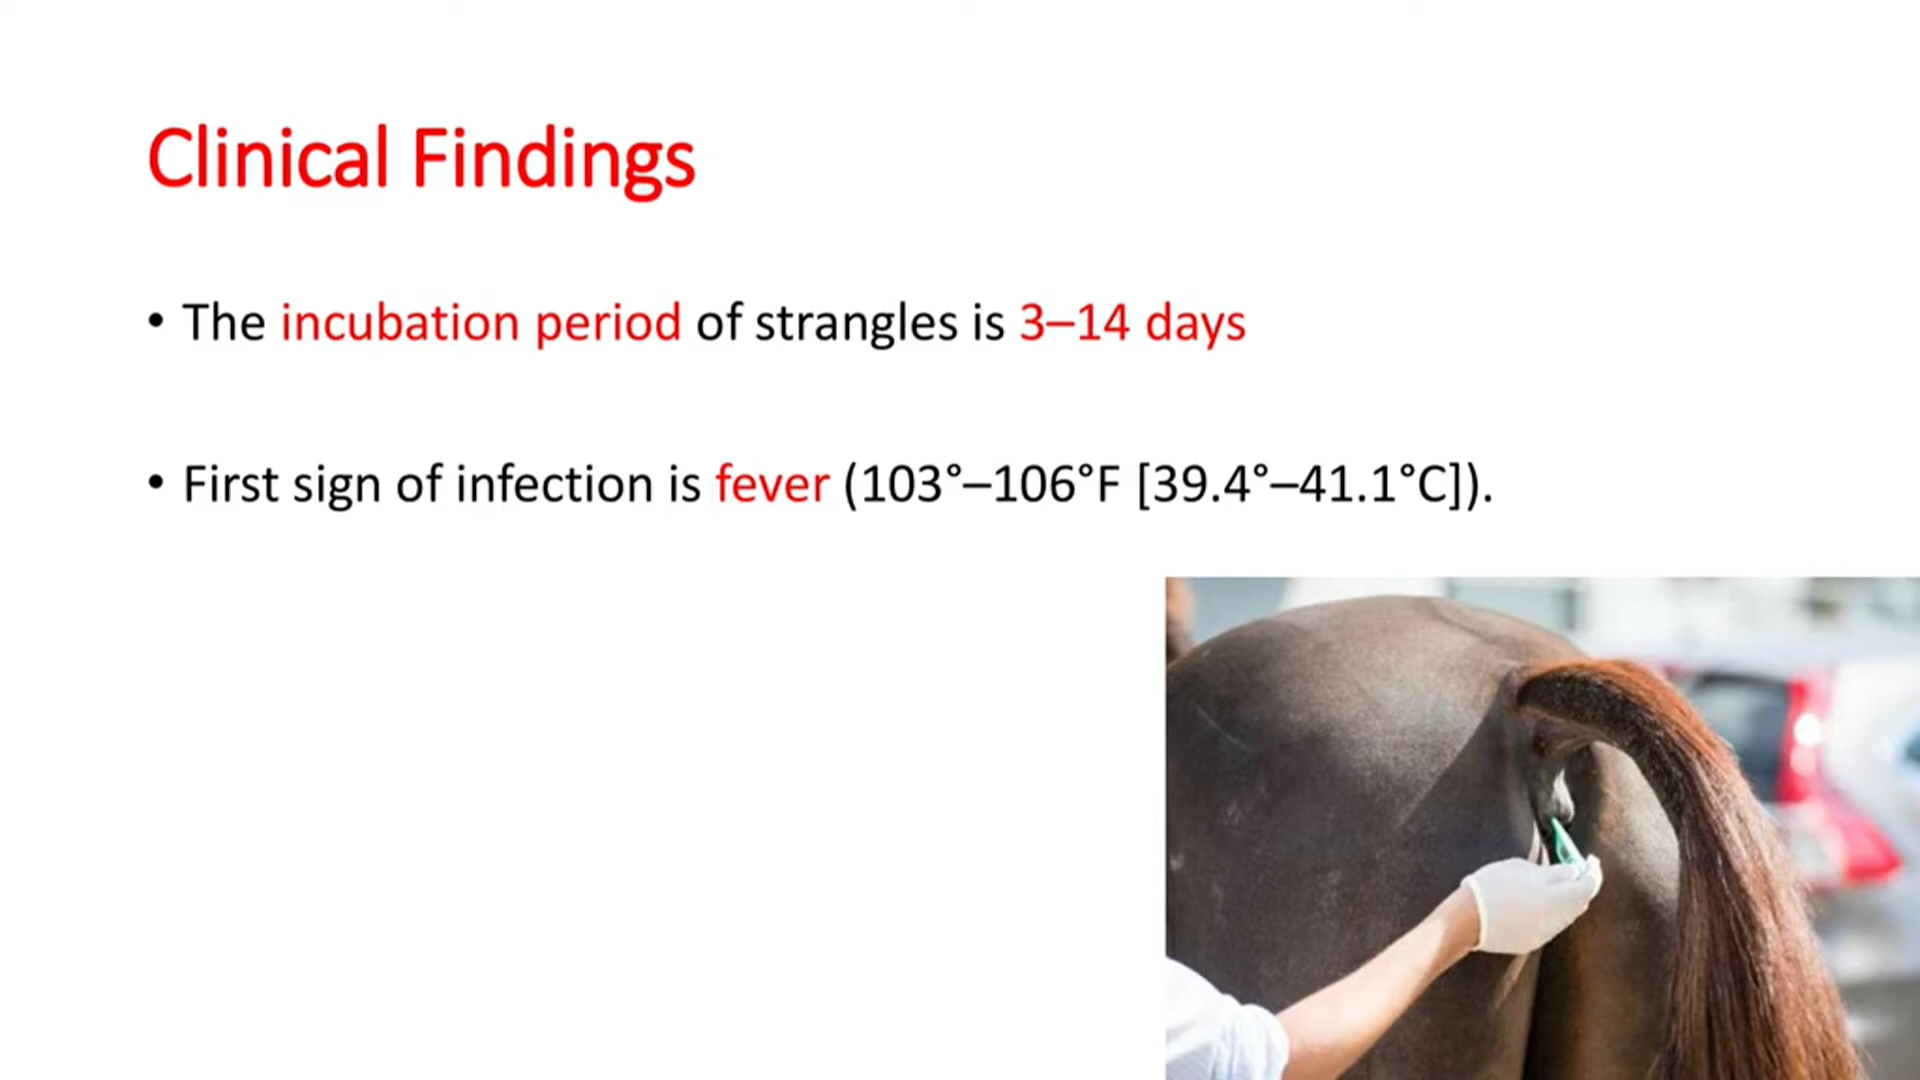 Clinical Findings
• The incubation period of strangles is 3–14 days
• First sign of infection is fever (103°–106°F [39.4°–41.1°C]).